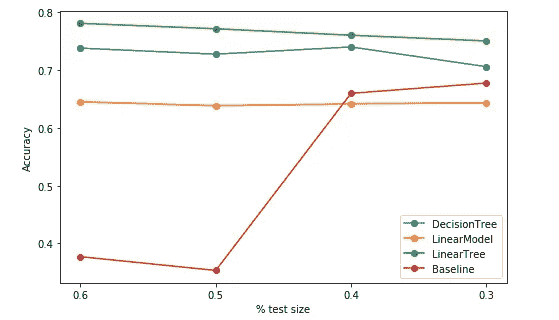 0.8
0.7
0.6
0.5
0.4
Accuracy
0.6 0.5 0.4 0.3
% test size
DecisionTree
LinearModel
LinearTree
Baseline